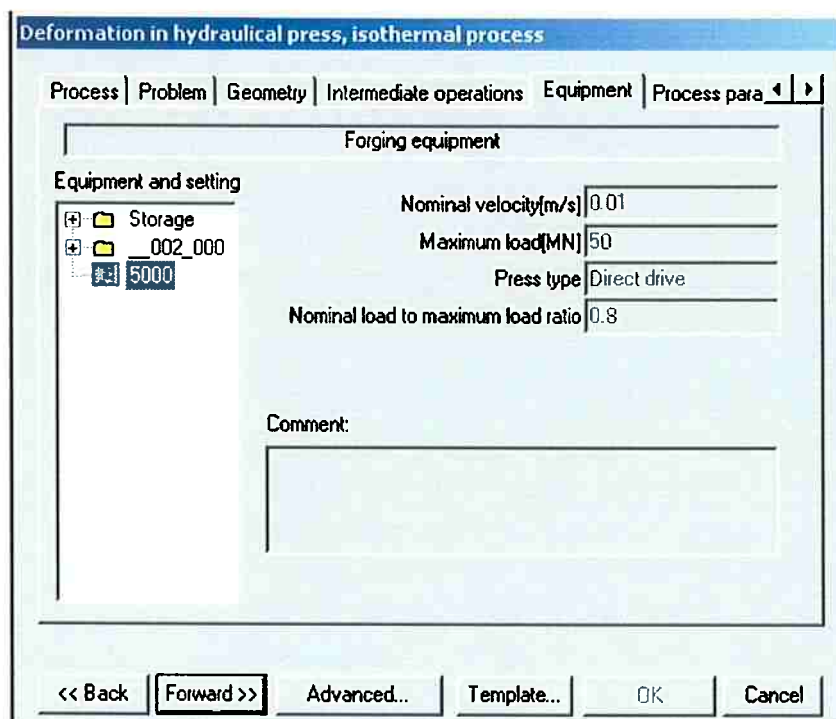 Deformation in hydraulical press, isothermal process
Process Problem Geometry Intermediate operations Equipment Process para
Forging equipment
Equipment and setting
Storage
__002_000
5000
Nominal velocity[m/s] 0.01
Maximum load[MN] 50
Press type Direct drive
Nominal load to maximum load ratio 0.8
Comment:
<< Back Forward >> Advanced... Template... OK Cancel